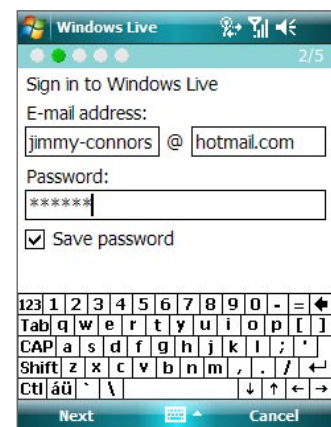 Windows Live
2/5
Sign in to Windows Live
E-mail address:
jimmy-connors @ hotmail.com
Password:
******
Save password
123 1 2 3 4 5 6 7 8 9 0 - =
Tab q w e r t y u i o p [ ]
CAP a s d f g h j k l ; '
Shift z x c v b n m , . /
Ctl áü ` \
Next Cancel